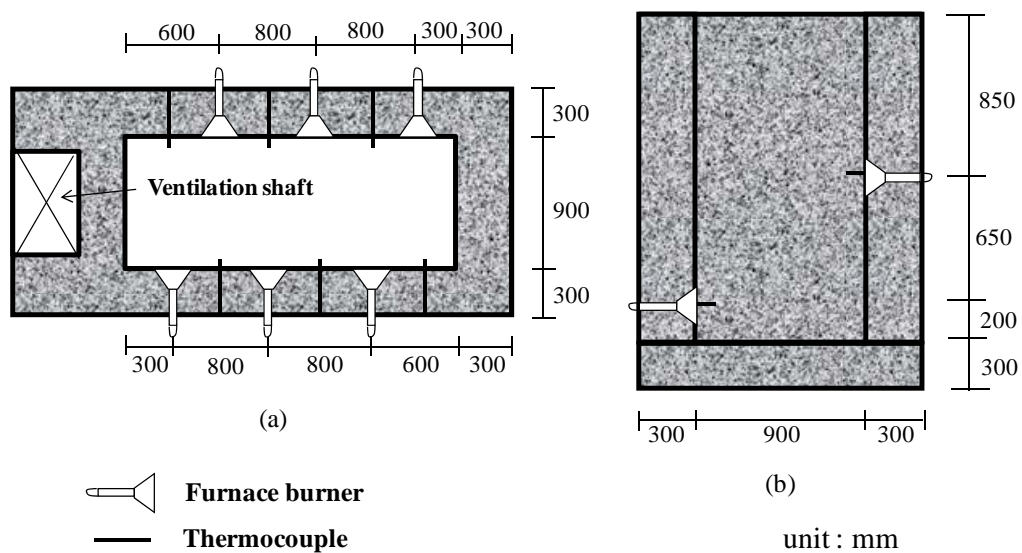 600 800 800 300 300
300
900
300
Ventilation shaft
300 800 800 600 300
(a)
850
650
200
300
300 900 300
(b)
Furnace burner
Thermocouple
unit : mm